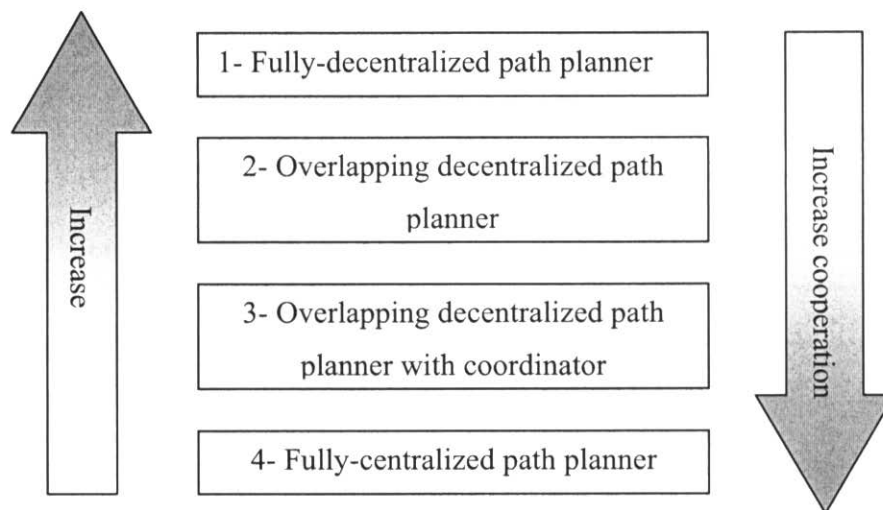 1- Fully-decentralized path planner
2- Overlapping decentralized path
planner
3- Overlapping decentralized path
planner with coordinator
4- Fully-centralized path planner
Increase
Increase cooperation